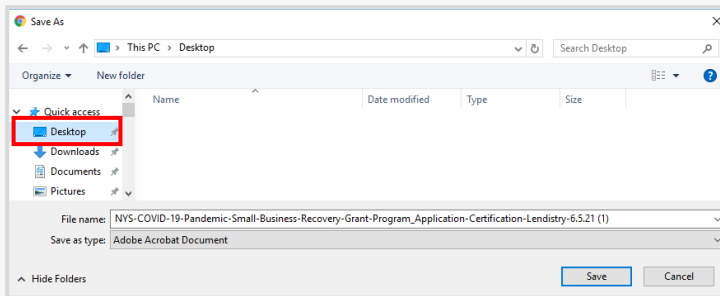 Save As
This PC > Desktop
Search Desktop
Organize
New folder
Name
Date modified
Type
Size
Quick access
Desktop
Downloads
Documents
Pictures
File name: NYS-COVID-19-Pandemic-Small-Business-Recovery-Grant-Program_Application-Certification-Lendistry-6.5.21 (1)
Save as type: Adobe Acrobat Document
Hide Folders
Save
Cancel